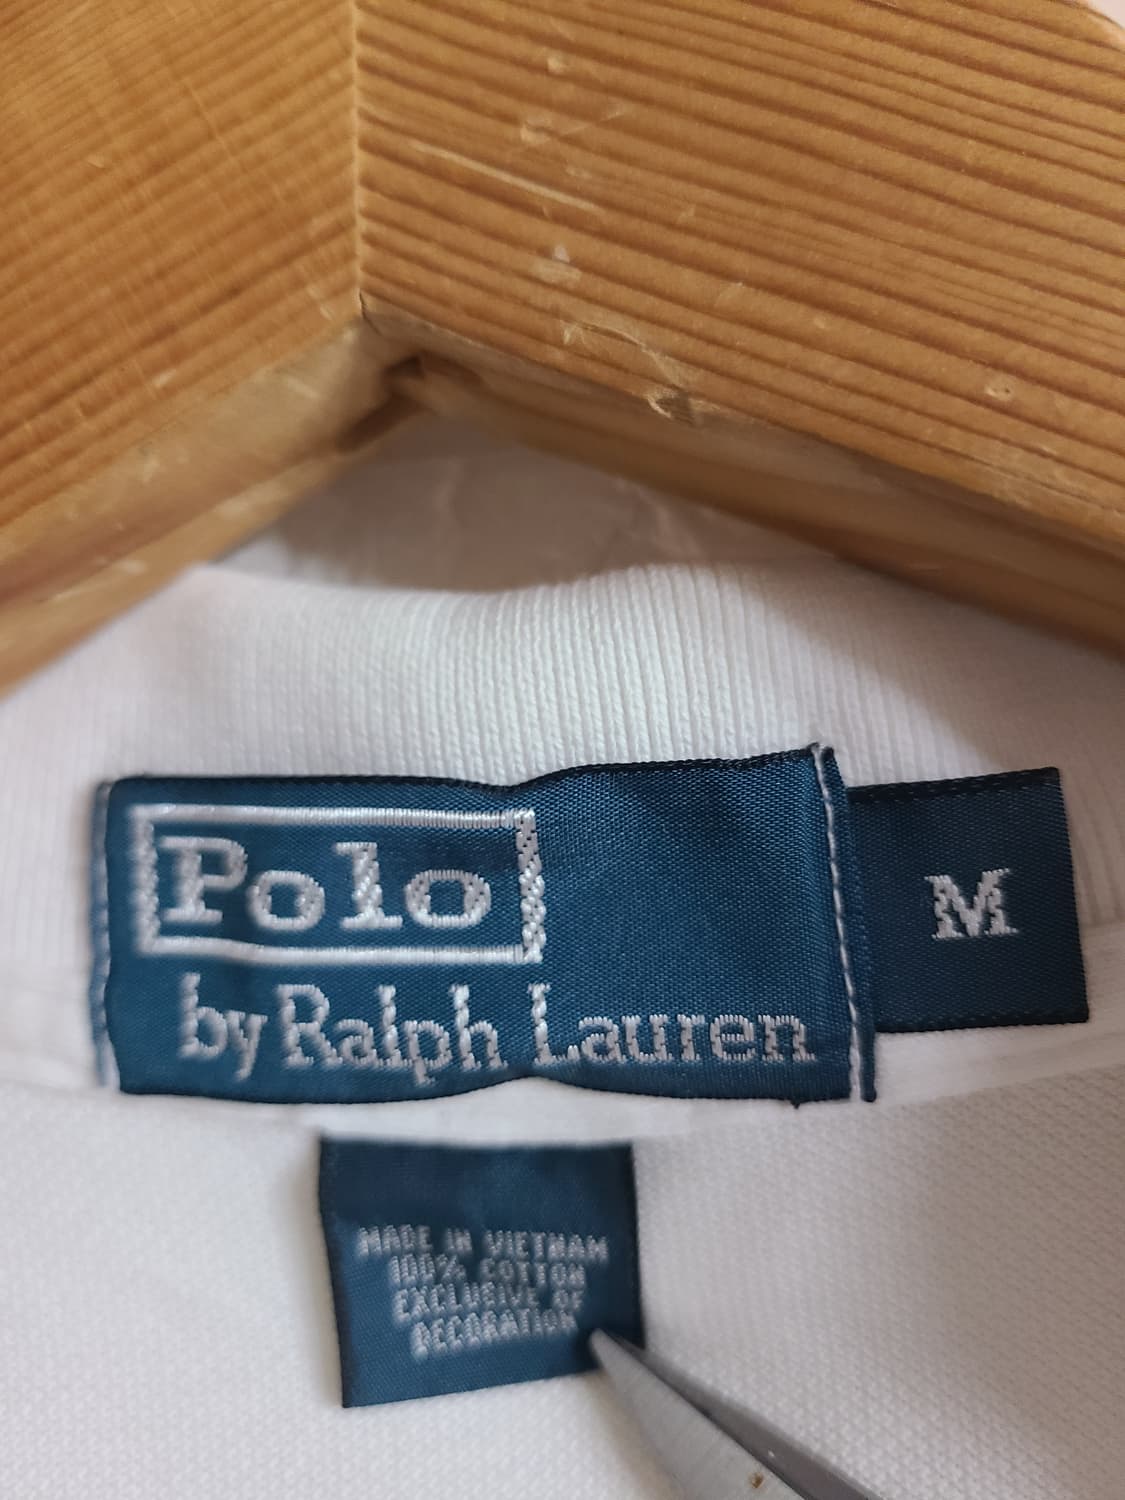 Polo
by Ralph Lauren
M
MADE IN VIETNAM
100% COTTON
EXCLUSIVE OF
DECORATION